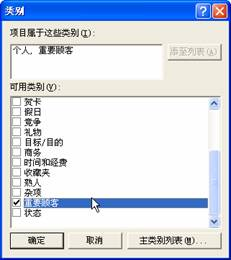 类别
项目属于这些类别(I):
个人, 重要顾客
添至列表(A)
可用类别(Y):
贺卡
假日
竞争
礼物
目标/目的
商务
时间和经费
收藏夹
熟人
杂项
重要顾客
状态
确定
取消
主类别列表(M)...